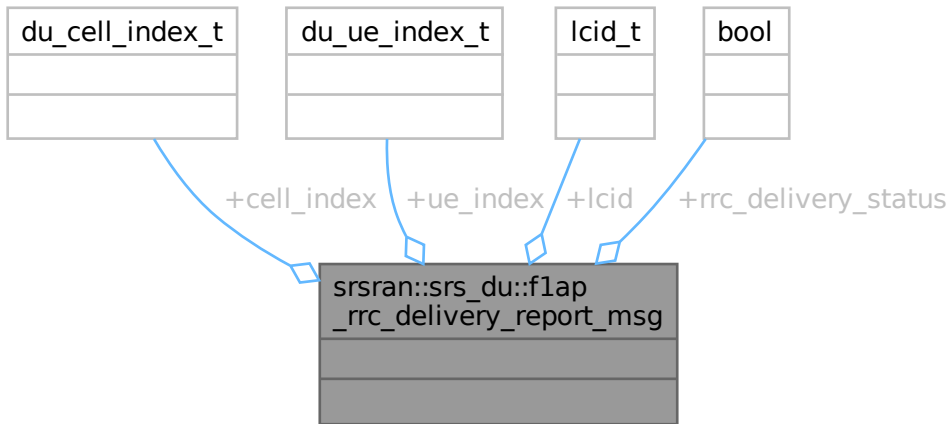 du_cell_index_t
du_ue_index_t
lcid_t
bool
+cell_index
+ue_index
+lcid
+rrc_delivery_status
srsran::srs_du::f1ap
_rrc_delivery_report_msg